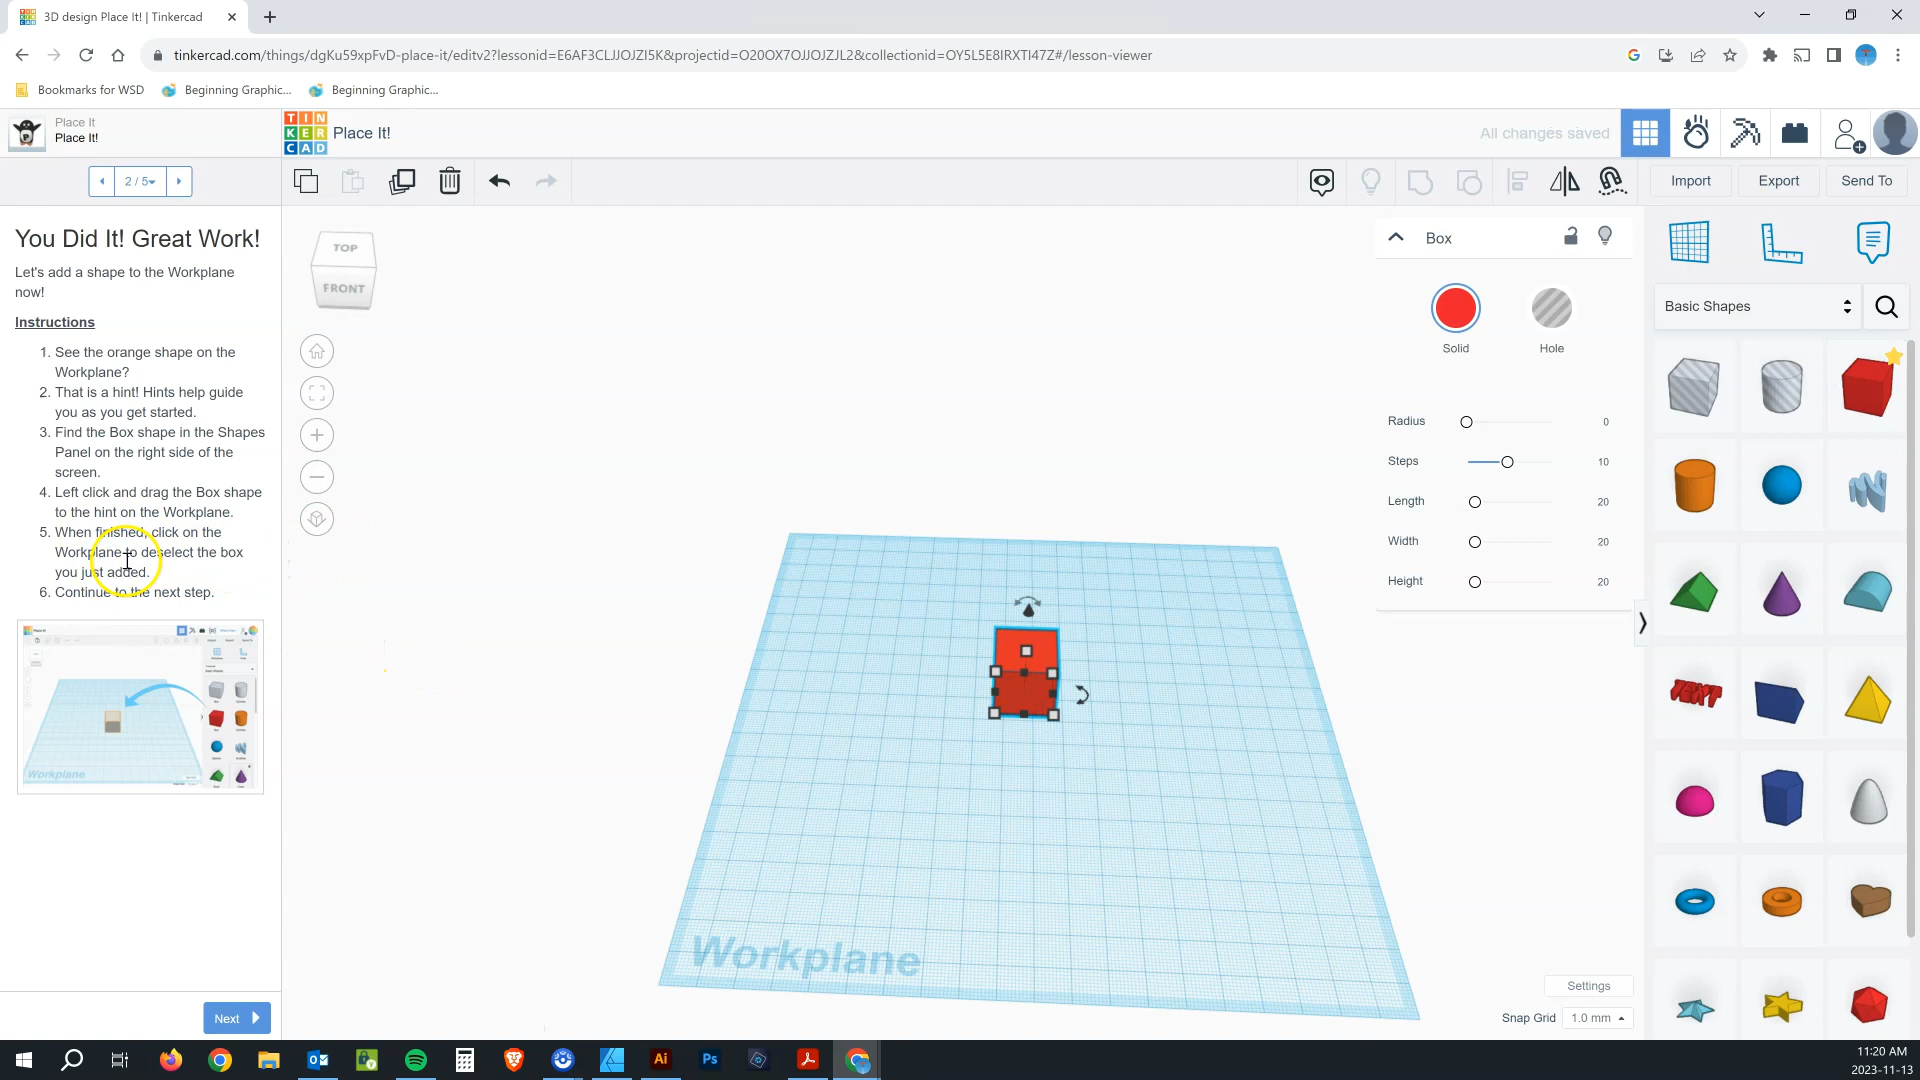 3D design Place It! | Tinkercad
tinkercad.com/things/dgKu59xpFvD-place-it/editv2?lessonid=E6AF3CLJJOJZI5K&projectid=O20OX7OJJOJZJL2&collectionid=OY5L5E8IRXTI47Z#/lesson-viewer
Bookmarks for WSD
Beginning Graphic...
Beginning Graphic...
Place It
Place It!
TIN
KER
CAD
Place It!
All changes saved
2 / 5
Import
Export
Send To
You Did It! Great Work!
Let's add a shape to the Workplane
now!
Instructions
1. See the orange shape on the
Workplane?
2. That is a hint! Hints help guide
you as you get started.
3. Find the Box shape in the Shapes
Panel on the right side of the
screen.
4. Left click and drag the Box shape
to the hint on the Workplane.
5. When finished, click on the
Workplane to deselect the box
you just added.
6. Continue to the next step.
Workplane
Next
TOP
FRONT
Workplane
Box
Solid
Hole
Radius 0
Steps 10
Length 20
Width 20
Height 20
Settings
Snap Grid 1.0 mm
Basic Shapes
TEXT
Ai
Ps
11:20 AM
2023-11-13